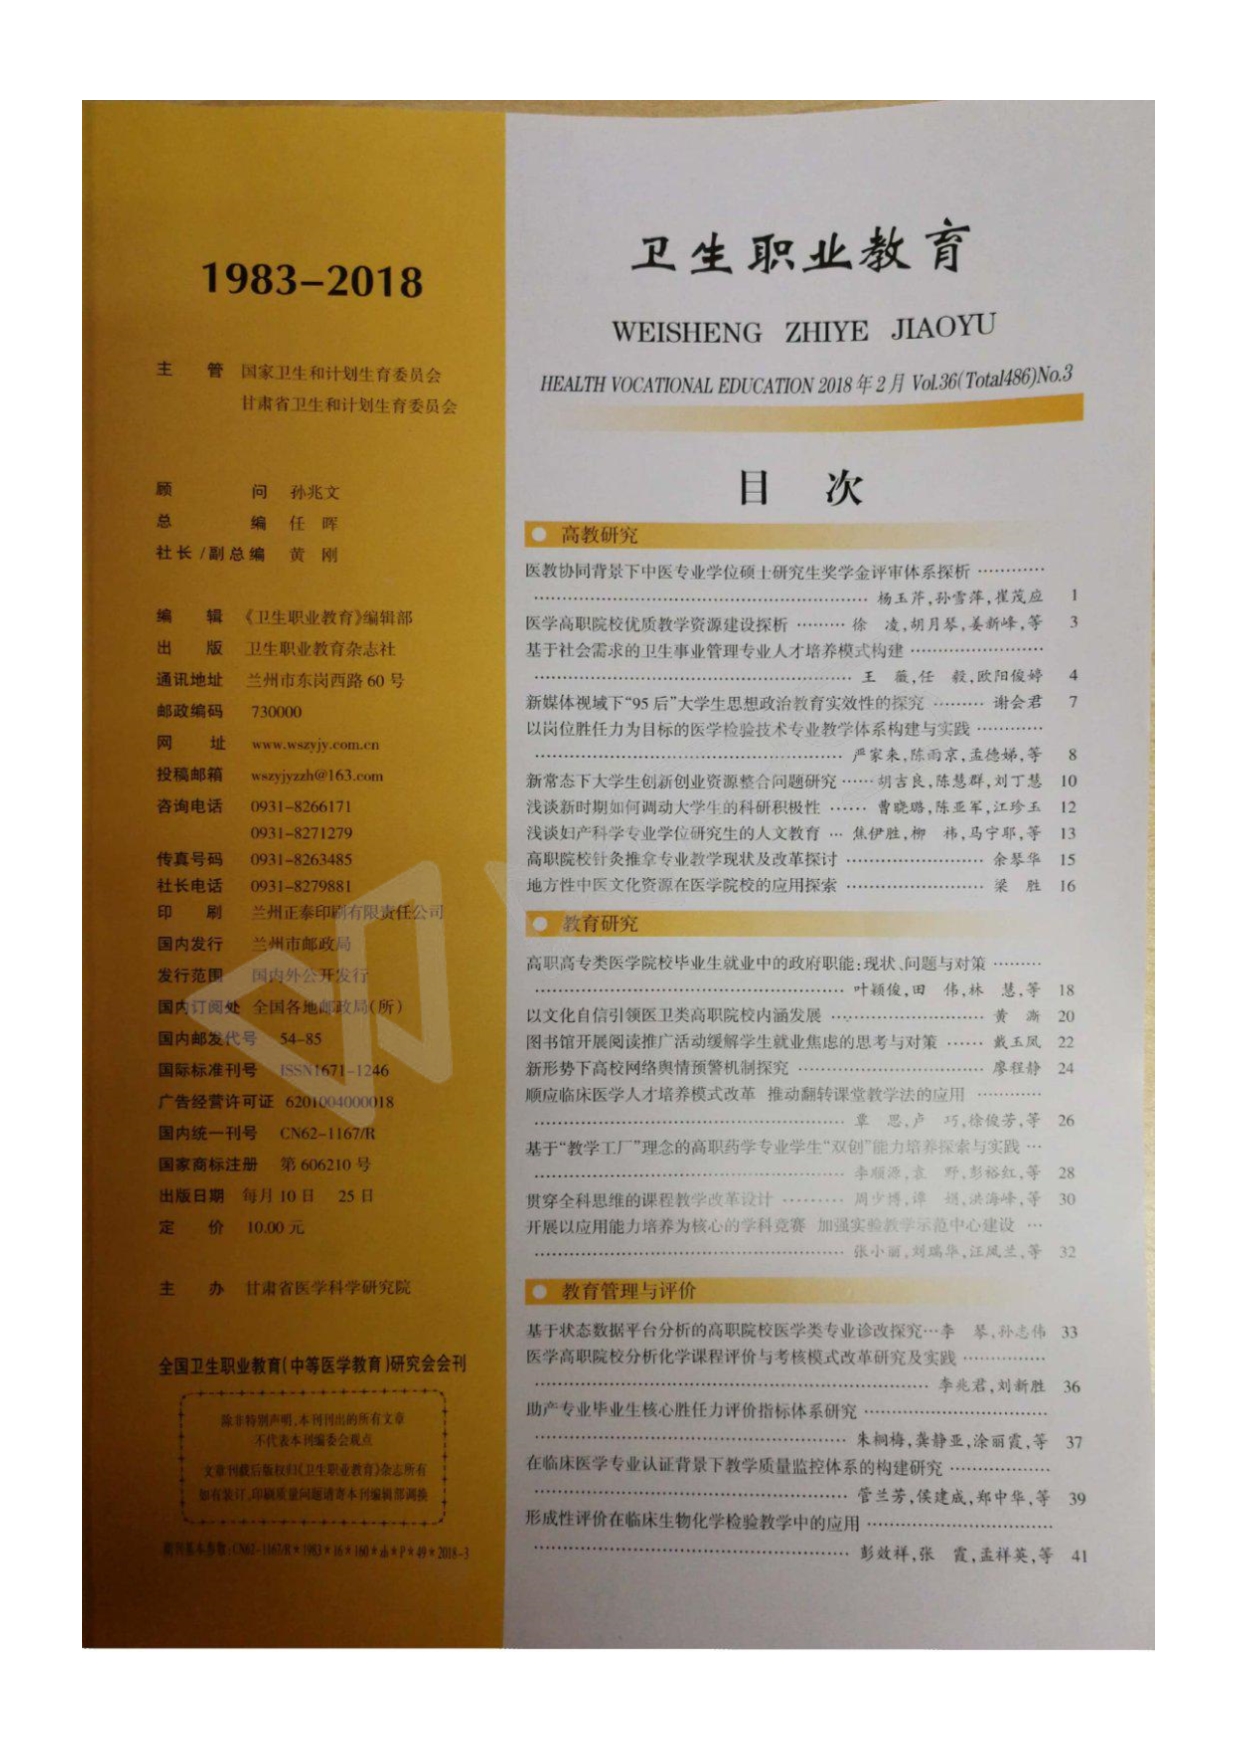 1983-2018
主 管 国家卫生和计划生育委员会
甘肃省卫生和计划生育委员会
顾 问 孙兆文
总 编 任 晖
社长/副总编 黄 刚
编 辑 《卫生职业教育》编辑部
出 版 卫生职业教育杂志社
通讯地址 兰州市东岗西路60号
邮政编码 730000
网 址 www.wszyjy.com.cn
投稿邮箱 wszyjyzzh@163.com
咨询电话 0931-8266171
0931-8271279
传真号码 0931-8263485
社长电话 0931-8279881
印 刷 兰州正泰印刷有限责任公司
国内发行 兰州市邮政局
发行范围 国内外公开发行
国内订阅处 全国各地邮政局(所)
国内邮发代号 54-85
国际标准刊号 ISSN1671-1246
广告经营许可证 6201004000018
国内统一刊号 CN62-1167/R
国家商标注册 第606210号
出版日期 每月10日 25日
定 价 10.00元
主 办 甘肃省医学科学研究院
全国卫生职业教育(中等医学教育)研究会会刊
除非特别声明,本刊刊出的所有文章
不代表本刊编委会观点
文章刊载后版权归《卫生职业教育》杂志所有
如有装订、印刷质量问题请寄本刊编辑部调换
期刊基本参数:CN62-1167/R*1983*16*160*zh*P*49*2018-3
卫生职业教育
WEISHENG ZHIYE JIAOYU
HEALTH VOCATIONAL EDUCATION 2018年2月 Vol.36(Total486)No.3
目 次
高教研究
医教协同背景下中医专业学位硕士研究生奖学金评审体系探析 …………
…………………………………………………… 杨玉芹,孙雪萍,崔茂应 1
医学高职院校优质教学资源建设探析 ……… 徐 凌,胡月琴,姜新峰,等 3
基于社会需求的卫生事业管理专业人才培养模式构建 ……………………
…………………………………………………… 王 薇,任 毅,欧阳俊婷 4
新媒体视域下“95后”大学生思想政治教育实效性的探究 ……… 谢会君 7
以岗位胜任力为目标的医学检验技术专业教学体系构建与实践 …………
………………………………………………… 严家来,陈雨京,孟德娣,等 8
新常态下大学生创新创业资源整合问题研究 …… 胡吉良,陈慧群,刘丁慧 10
浅谈新时期如何调动大学生的科研积极性 …… 曹晓璐,陈亚军,江珍玉 12
浅谈妇产科学专业学位研究生的人文教育 … 焦伊胜,柳 祎,马宁耶,等 13
高职院校针灸推拿专业教学现状及改革探讨 …………………… 余琴华 15
地方性中医文化资源在医学院校的应用探索 …………………… 梁 胜 16
教育研究
高职高专类医学院校毕业生就业中的政府职能:现状、问题与对策 ………
………………………………………………… 叶颖俊,田 伟,林 慧,等 18
以文化自信引领医卫类高职院校内涵发展 ……………………… 黄 澌 20
图书馆开展阅读推广活动缓解学生就业焦虑的思考与对策 …… 戴玉凤 22
新形势下高校网络舆情预警机制探究 …………………………… 廖程静 24
顺应临床医学人才培养模式改革 推动翻转课堂教学法的应用 …………
………………………………………………… 覃 思,卢 巧,徐俊芳,等 26
基于“教学工厂”理念的高职药学专业学生“双创”能力培养探索与实践 …
………………………………………………… 李顺源,袁 野,彭裕红,等 28
贯穿全科思维的课程教学改革设计 ……… 周少博,谭 娟,洪海峰,等 30
开展以应用能力培养为核心的学科竞赛 加强实验教学示范中心建设 …
………………………………………………… 张小丽,刘瑞华,汪凤兰,等 32
教育管理与评价
基于状态数据平台分析的高职院校医学类专业诊改探究…李 琴,孙志伟 33
医学高职院校分析化学课程评价与考核模式改革研究及实践 ……………
…………………………………………………………… 李兆君,刘新胜 36
助产专业毕业生核心胜任力评价指标体系研究 ……………………………
………………………………………………… 朱桐梅,龚静亚,涂丽霞,等 37
在临床医学专业认证背景下教学质量监控体系的构建研究 ………………
………………………………………………… 管兰芳,侯建成,郑中华,等 39
形成性评价在临床生物化学检验教学中的应用 ……………………………
………………………………………………… 彭效祥,张 霞,孟祥英,等 41